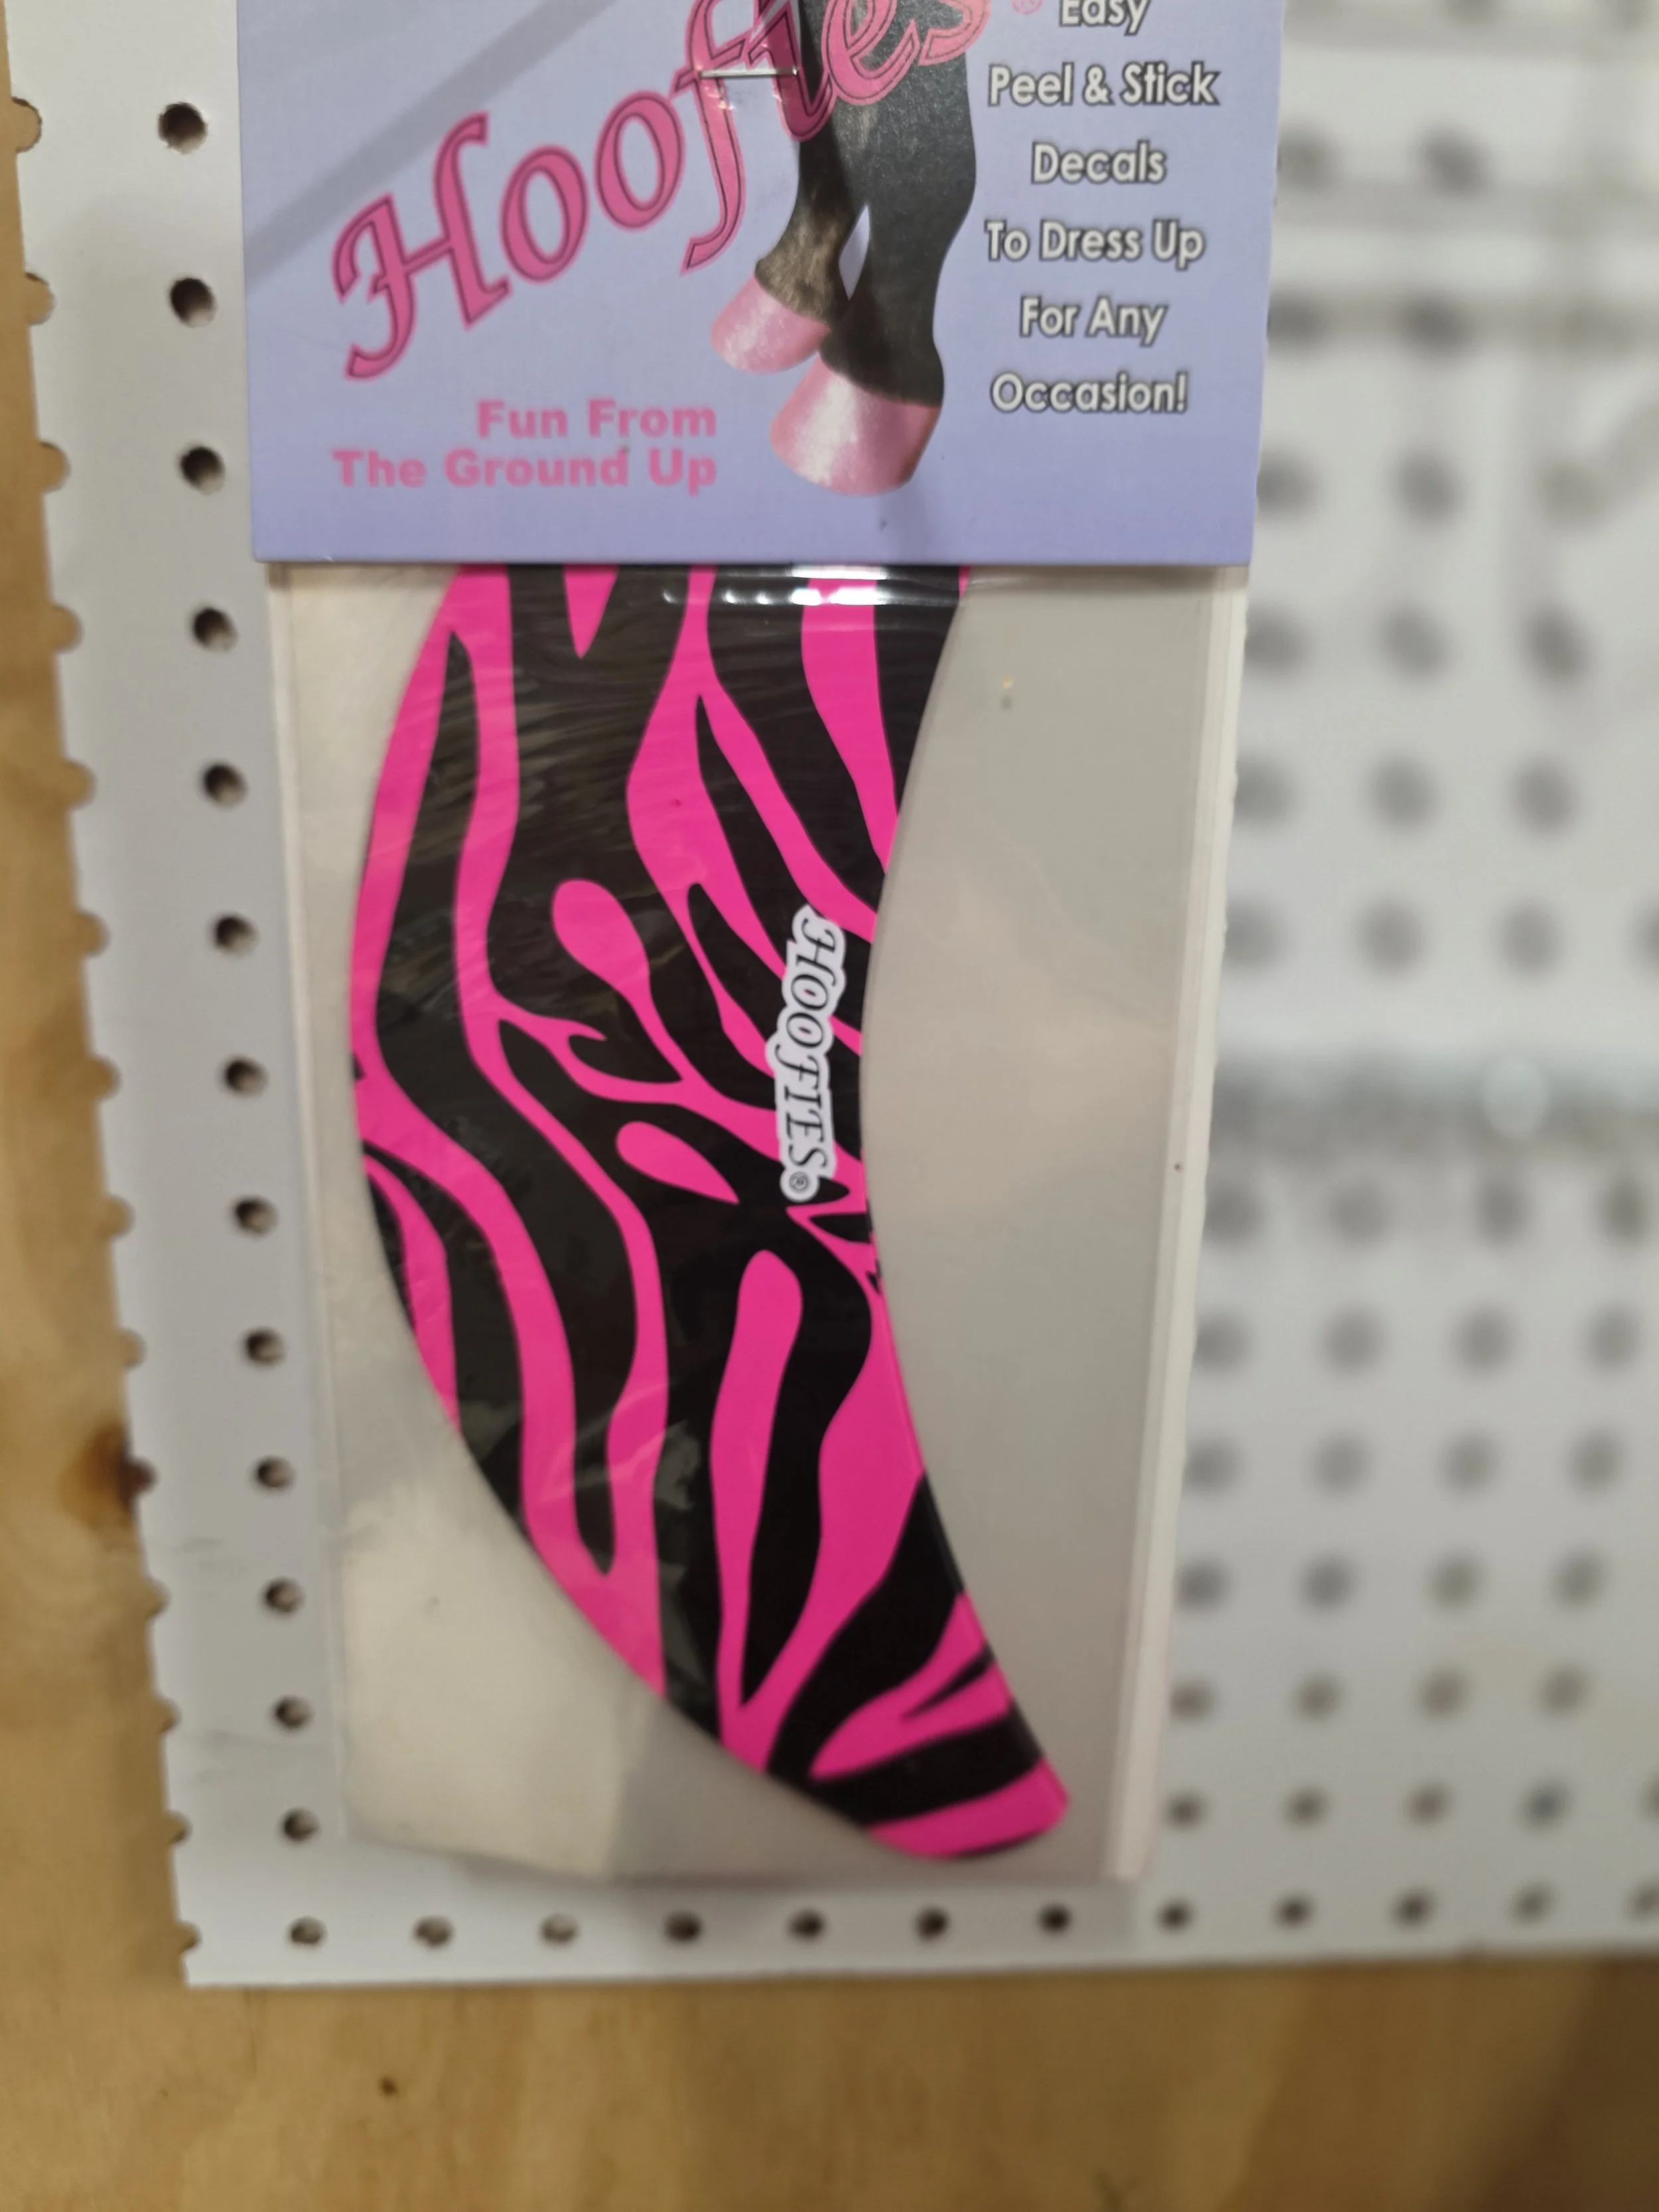 Hoofies®
Easy
Peel & Stick
Decals
To Dress Up
For Any
Occasion!
Fun From
The Ground Up
HOOFIES®